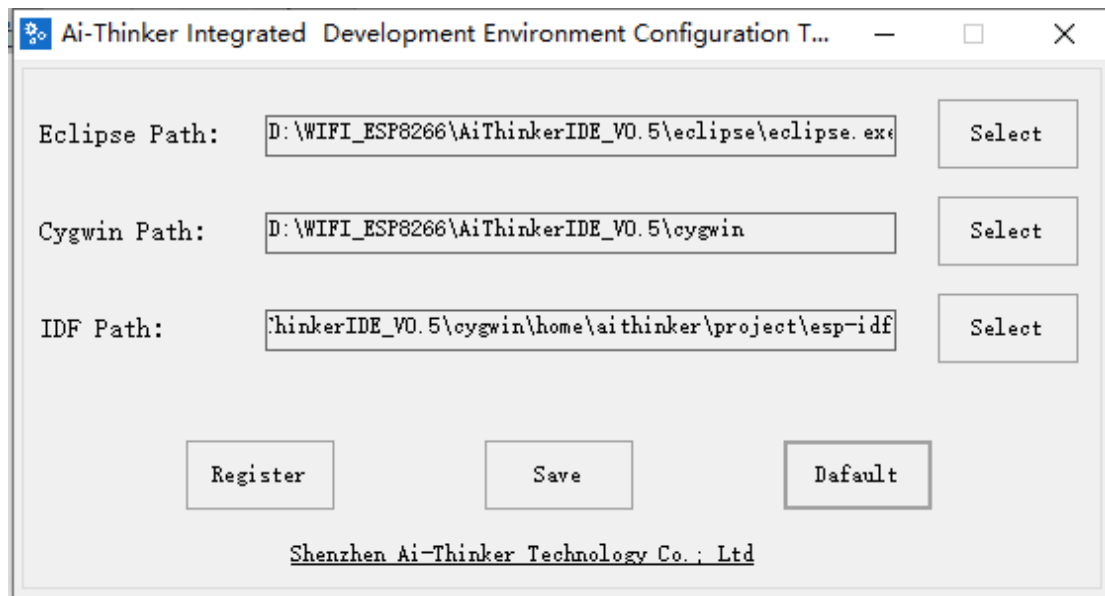 Ai-Thinker Integrated  Development Environment Configuration T...
Eclipse Path: D:\WIFI_ESP8266\AiThinkerIDE_V0.5\eclipse\eclipse.exe Select
Cygwin Path: D:\WIFI_ESP8266\AiThinkerIDE_V0.5\cygwin Select
IDF Path: hinkerIDE_V0.5\cygwin\home\aithinker\project\esp-idf Select
Register Save Dafault
Shenzhen Ai-Thinker Technology Co.; Ltd